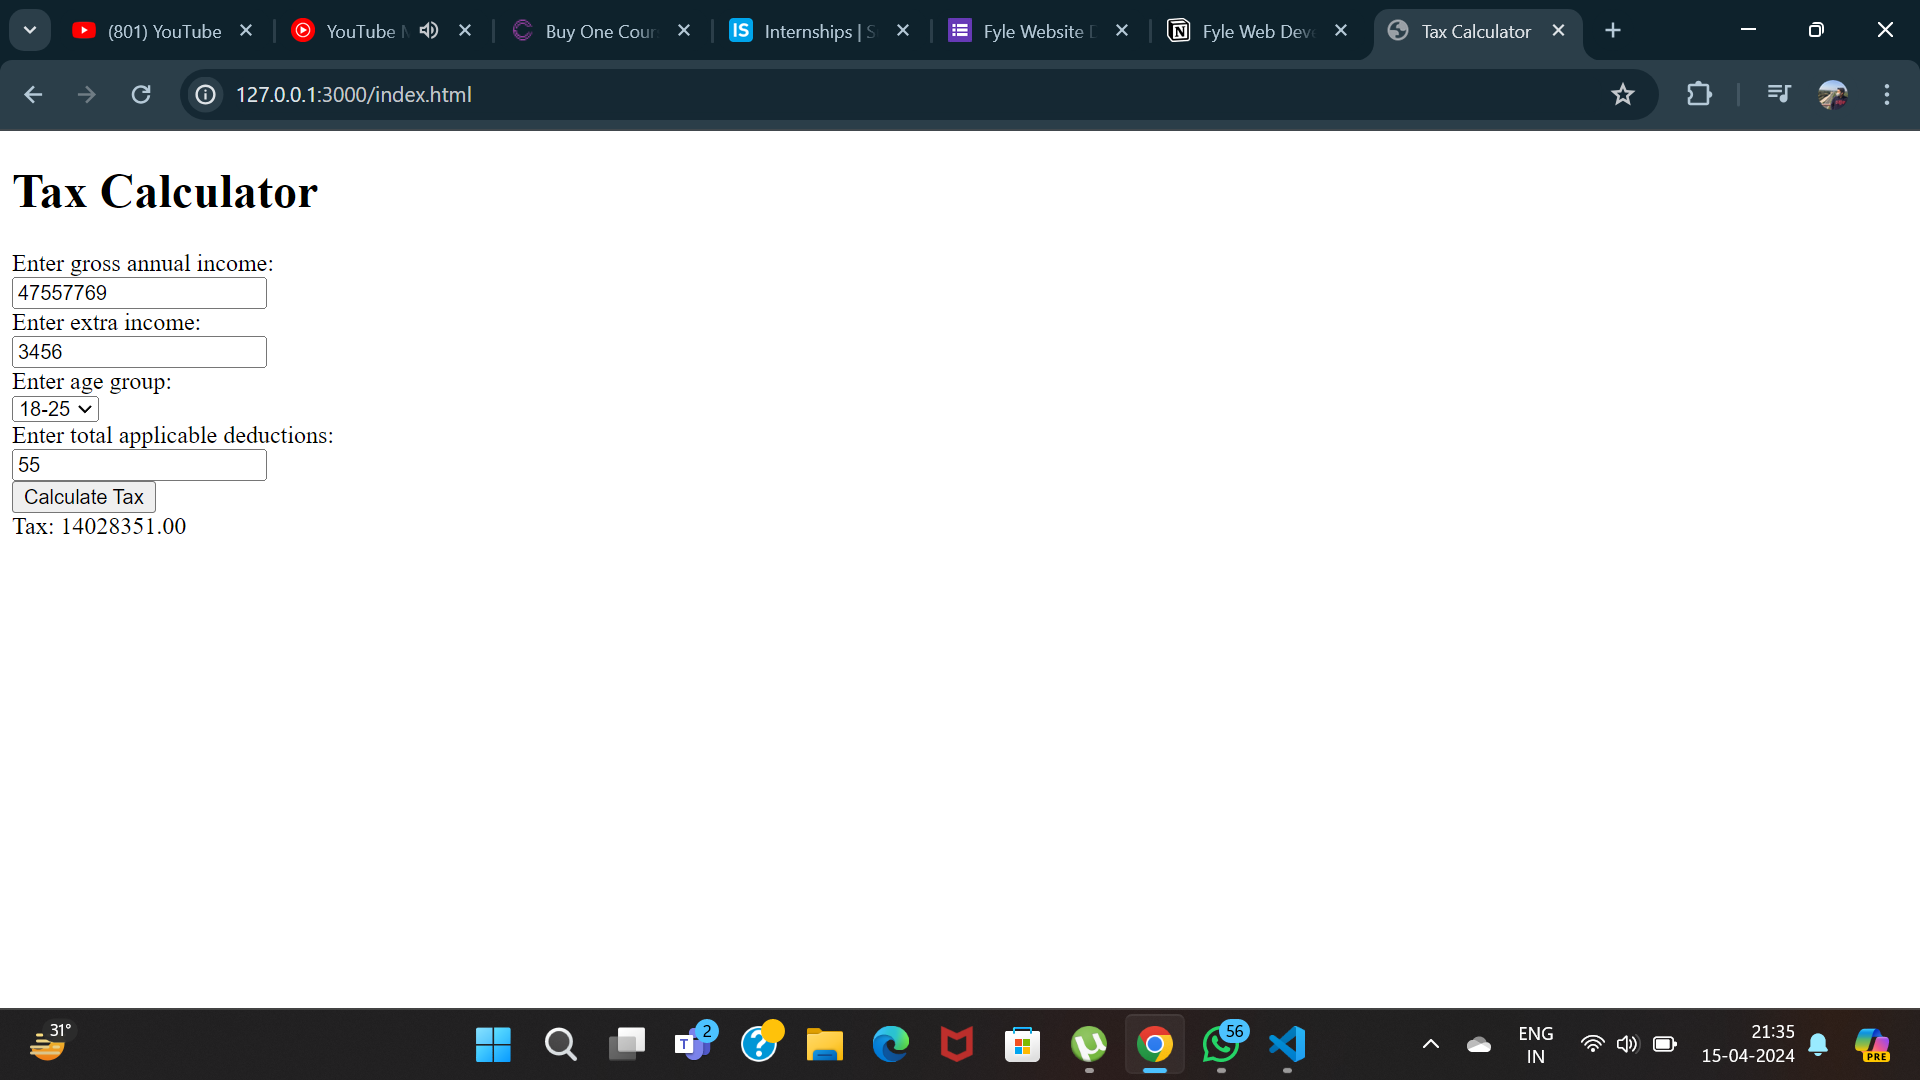 (801) YouTube
YouTube M
Buy One Cour
IS
Internships | S
Fyle Website D
Fyle Web Deve
Tax Calculator
127.0.0.1:3000/index.html
Tax Calculator
Enter gross annual income:
47557769
Enter extra income:
3456
Enter age group:
18-25
Enter total applicable deductions:
55
Calculate Tax
Tax: 14028351.00
31°
T
2
?
µ
56
ENG
IN
21:35
15-04-2024
PRE